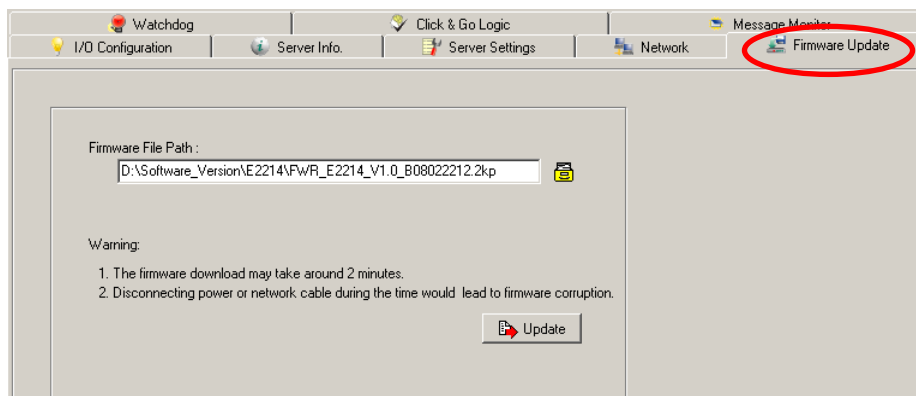 Watchdog Click & Go Logic Message Monitor
I/O Configuration Server Info. Server Settings Network Firmware Update
Firmware File Path :
D:\Software_Version\E2214\FWR_E2214_V1.0_B08022212.2kp
Warning:
1. The firmware download may take around 2 minutes.
2. Disconnecting power or network cable during the time would lead to firmware corruption.
Update